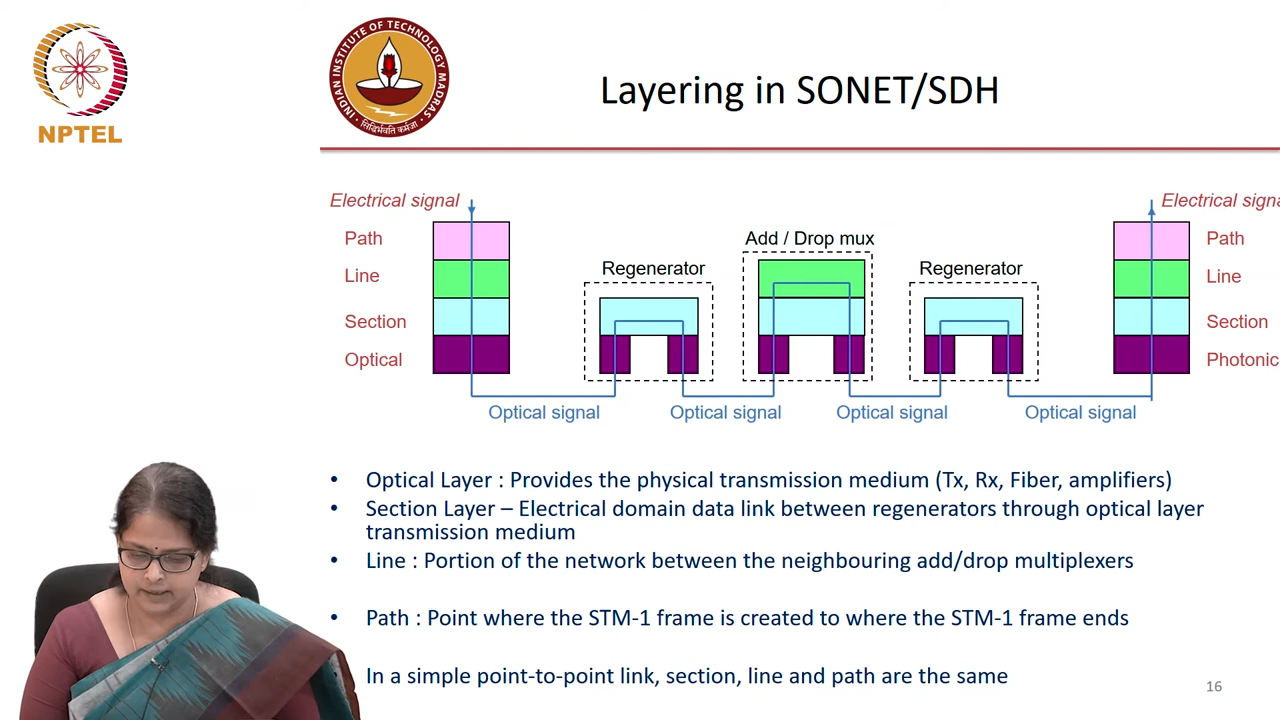 NPTEL
INDIAN INSTITUTE OF TECHNOLOGY MADRAS
सिद्धिर्भवति कर्मजा
Layering in SONET/SDH
Electrical signal
Electrical signa
Path
Line
Section
Optical
Regenerator
Add / Drop mux
Regenerator
Path
Line
Section
Photonic
Optical signal
Optical signal
Optical signal
Optical signal
• Optical Layer : Provides the physical transmission medium (Tx, Rx, Fiber, amplifiers)
• Section Layer – Electrical domain data link between regenerators through optical layer
transmission medium
• Line : Portion of the network between the neighbouring add/drop multiplexers
• Path : Point where the STM-1 frame is created to where the STM-1 frame ends
In a simple point-to-point link, section, line and path are the same
16